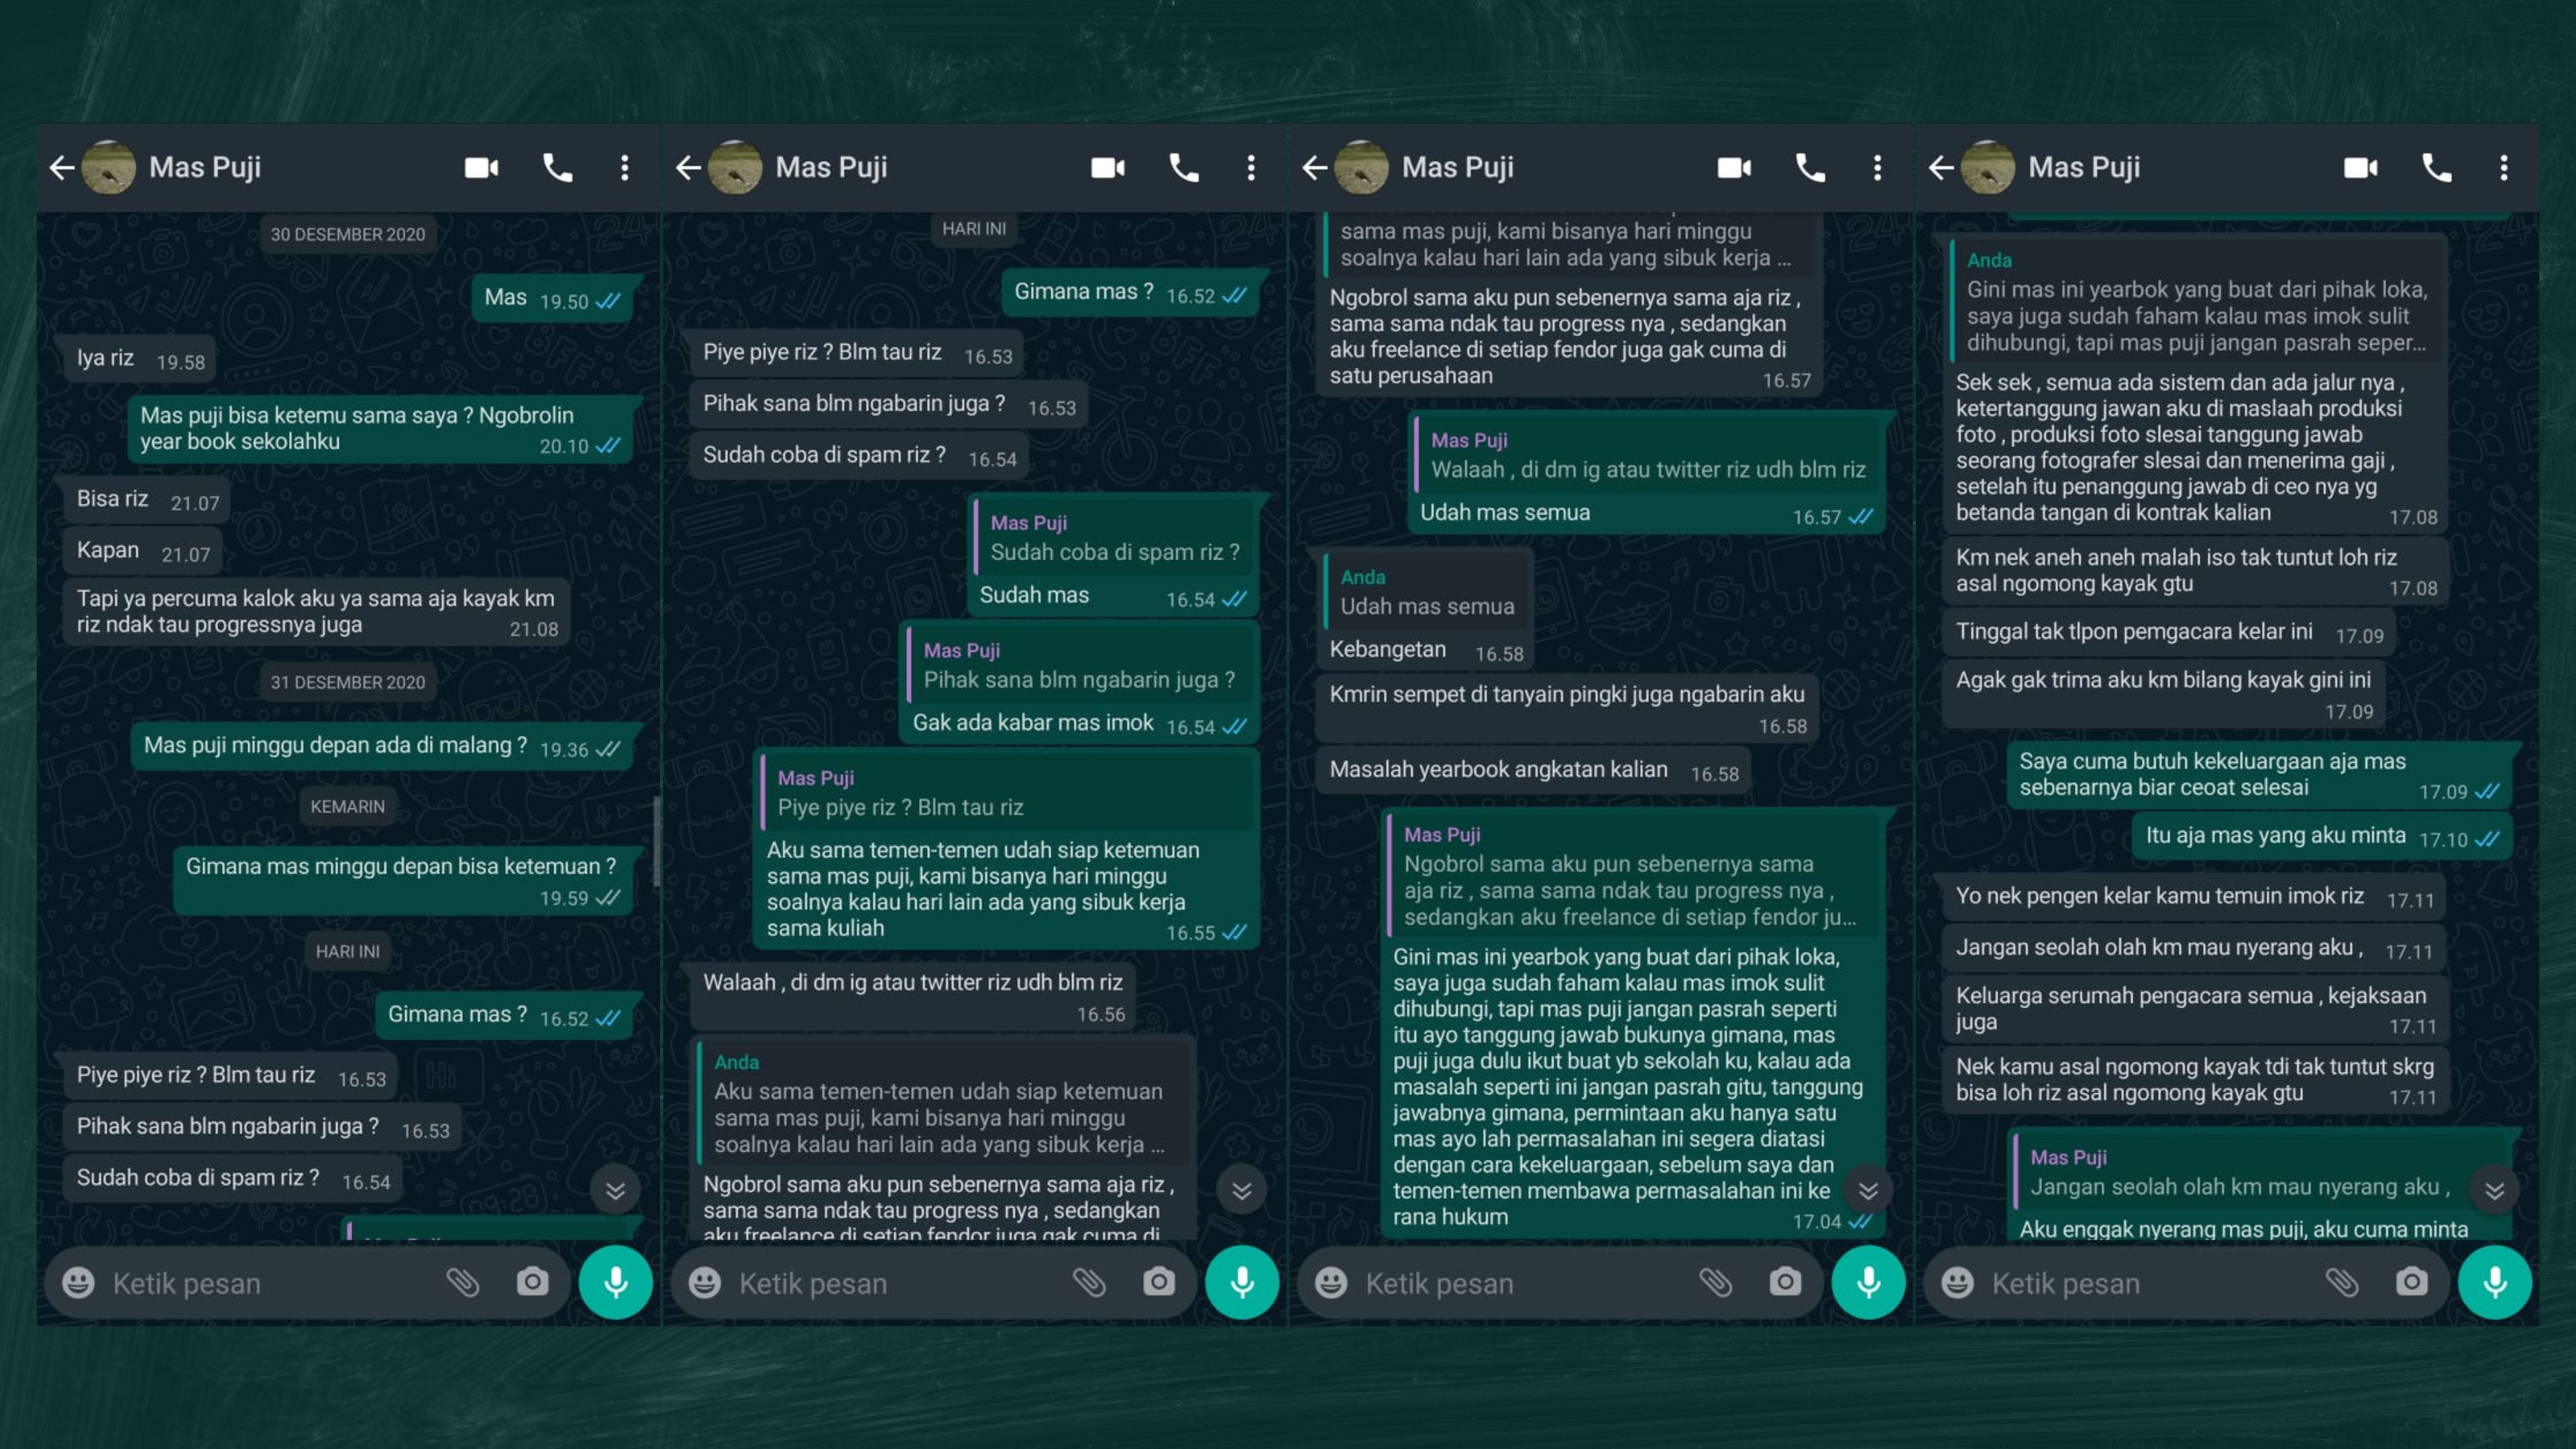 Mas Puji
30 DESEMBER 2020
Mas 19.50
Iya riz 19.58
Mas puji bisa ketemu sama saya ? Ngobrolin
year book sekolahku 20.10
Bisa riz 21.07
Kapan 21.07
Tapi ya percuma kalok aku ya sama aja kayak km
riz ndak tau progressnya juga 21.08
31 DESEMBER 2020
Mas puji minggu depan ada di malang ? 19.36
KEMARIN
Gimana mas minggu depan bisa ketemuan ?
19.59
HARI INI
Gimana mas ? 16.52
Piye piye riz ? Blm tau riz 16.53
Pihak sana blm ngabarin juga ? 16.53
Sudah coba di spam riz ? 16.54
Ketik pesan
Mas Puji
HARI INI
Gimana mas ? 16.52
Piye piye riz ? Blm tau riz 16.53
Pihak sana blm ngabarin juga ? 16.53
Sudah coba di spam riz ? 16.54
Mas Puji
Sudah coba di spam riz ?
Sudah mas 16.54
Mas Puji
Pihak sana blm ngabarin juga ?
Gak ada kabar mas imok 16.54
Mas Puji
Piye piye riz ? Blm tau riz
Aku sama temen-temen udah siap ketemuan
sama mas puji, kami bisanya hari minggu
soalnya kalau hari lain ada yang sibuk kerja
sama kuliah 16.55
Walaah , di dm ig atau twitter riz udh blm riz
16.56
Anda
Aku sama temen-temen udah siap ketemuan
sama mas puji, kami bisanya hari minggu
soalnya kalau hari lain ada yang sibuk kerja ...
Ngobrol sama aku pun sebenernya sama aja riz ,
sama sama ndak tau progress nya , sedangkan
aku freelance di setiap fendor juga gak cuma di
Ketik pesan
Mas Puji
sama mas puji, kami bisanya hari minggu
soalnya kalau hari lain ada yang sibuk kerja ...
Ngobrol sama aku pun sebenernya sama aja riz ,
sama sama ndak tau progress nya , sedangkan
aku freelance di setiap fendor juga gak cuma di
satu perusahaan 16.57
Mas Puji
Walaah , di dm ig atau twitter riz udh blm riz
Udah mas semua 16.57
Anda
Udah mas semua
Kebangetan 16.58
Kmrin sempet di tanyain pingki juga ngabarin aku
16.58
Masalah yearbook angkatan kalian 16.58
Mas Puji
Ngobrol sama aku pun sebenernya sama
aja riz , sama sama ndak tau progress nya ,
sedangkan aku freelance di setiap fendor ju...
Gini mas ini yearbok yang buat dari pihak loka,
saya juga sudah faham kalau mas imok sulit
dihubungi, tapi mas puji jangan pasrah seperti
itu ayo tanggung jawab bukunya gimana, mas
puji juga dulu ikut buat yb sekolah ku, kalau ada
masalah seperti ini jangan pasrah gitu, tanggung
jawabnya gimana, permintaan aku hanya satu
mas ayo lah permasalahan ini segera diatasi
dengan cara kekeluargaan, sebelum saya dan
temen-temen membawa permasalahan ini ke
rana hukum 17.04
Ketik pesan
Mas Puji
Anda
Gini mas ini yearbok yang buat dari pihak loka,
saya juga sudah faham kalau mas imok sulit
dihubungi, tapi mas puji jangan pasrah seper...
Sek sek , semua ada sistem dan ada jalur nya ,
ketertanggung jawan aku di maslaah produksi
foto , produksi foto slesai tanggung jawab
seorang fotografer slesai dan menerima gaji ,
setelah itu penanggung jawab di ceo nya yg
betanda tangan di kontrak kalian 17.08
Km nek aneh aneh malah iso tak tuntut loh riz
asal ngomong kayak gtu 17.08
Tinggal tak tlpon pemgacara kelar ini 17.09
Agak gak trima aku km bilang kayak gini ini
17.09
Saya cuma butuh kekeluargaan aja mas
sebenarnya biar ceoat selesai 17.09
Itu aja mas yang aku minta 17.10
Yo nek pengen kelar kamu temuin imok riz 17.11
Jangan seolah olah km mau nyerang aku , 17.11
Keluarga serumah pengacara semua , kejaksaan
juga 17.11
Nek kamu asal ngomong kayak tdi tak tuntut skrg
bisa loh riz asal ngomong kayak gtu 17.11
Mas Puji
Jangan seolah olah km mau nyerang aku ,
Aku enggak nyerang mas puji, aku cuma minta
Ketik pesan